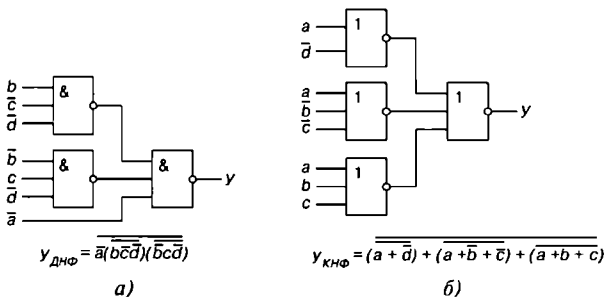 b
c̄
d̄
&
b̄
c
d̄
&
ā
&
y
y_ДНФ = ā(bc̄d̄)(b̄cd̄)
а)
a
d̄
1
a
b̄
c̄
1
a
b
c
1
1
y
y_КНФ = (a + d̄) + (a + b̄ + c̄) + (a + b + c)
б)